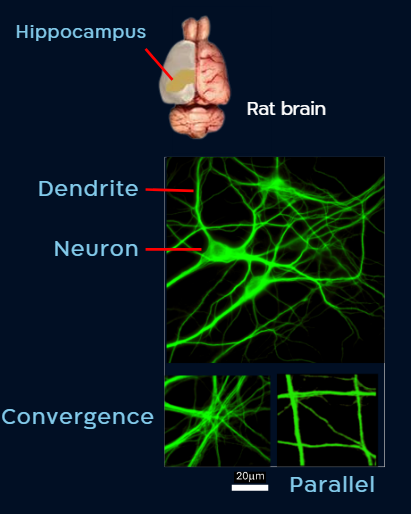 Hippocampus
Rat brain
Dendrite
Neuron
Convergence
20µm
Parallel